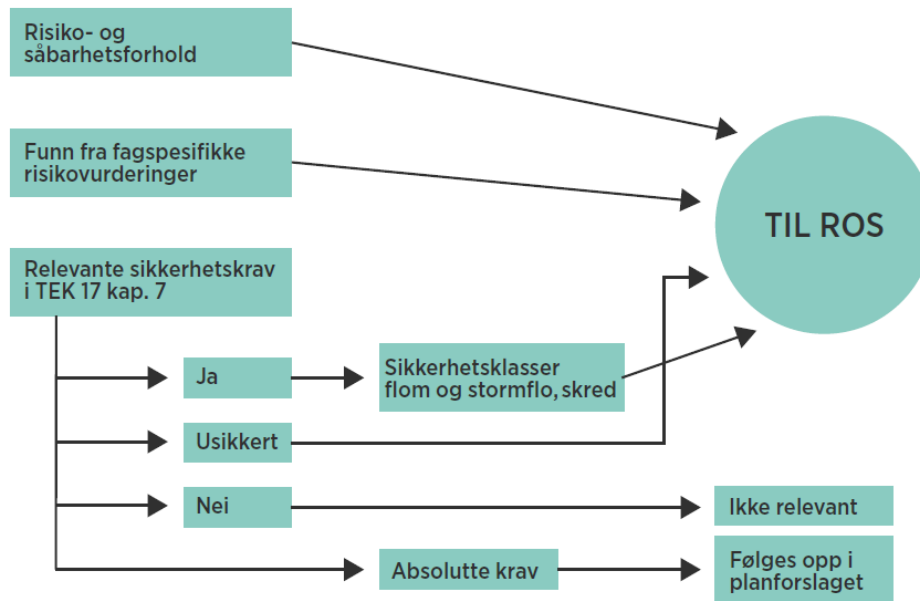 Risiko- og
såbarhetsforhold
Funn fra fagspesifikke
risikovurderinger
TIL ROS
Relevante sikkerhetskrav
i TEK 17 kap. 7
Ja
Sikkerhetsklasser
flom og stormflo, skred
Usikkert
Nei
Ikke relevant
Absolutte krav
Følges opp i
planforslaget